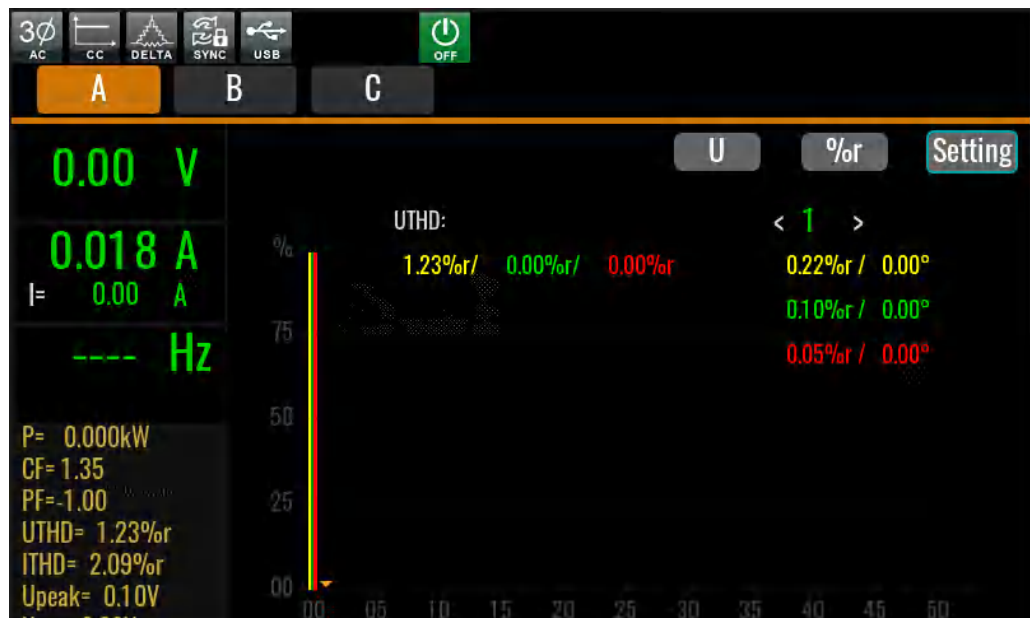 3Ø AC CC DELTA SYNC USB OFF
A B C
0.00 V
U %r Setting
0.018 A
I= 0.00 A
UTHD: < 1 >
1.23%r/ 0.00%r/ 0.00%r 0.22%r / 0.00°
0.10%r / 0.00°
0.05%r / 0.00°
---- Hz
P= 0.000kW
CF= 1.35
PF=-1.00
UTHD= 1.23%r
ITHD= 2.09%r
Upeak= 0.10V
%
75
50
25
00
00 05 10 15 20 25 30 35 40 45 50